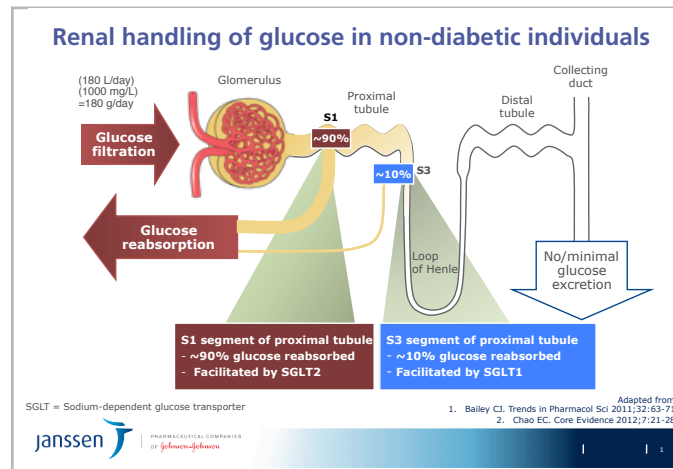 Renal handling of glucose in non-diabetic individuals
(180 L/day)
(1000 mg/L)
=180 g/day
Glomerulus
Proximal
tubule
Distal
tubule
Collecting
duct
S1
~90%
Glucose
filtration
~10%
S3
Glucose
reabsorption
Loop
of Henle
No/minimal
glucose
excretion
S1 segment of proximal tubule
- ~90% glucose reabsorbed
- Facilitated by SGLT2
S3 segment of proximal tubule
- ~10% glucose reabsorbed
- Facilitated by SGLT1
SGLT = Sodium-dependent glucose transporter
Adapted from
1. Bailey CJ. Trends in Pharmacol Sci 2011;32:63-71
2. Chao EC. Core Evidence 2012;7:21-28
janssen
PHARMACEUTICAL COMPANIES
OF Johnson&Johnson
1